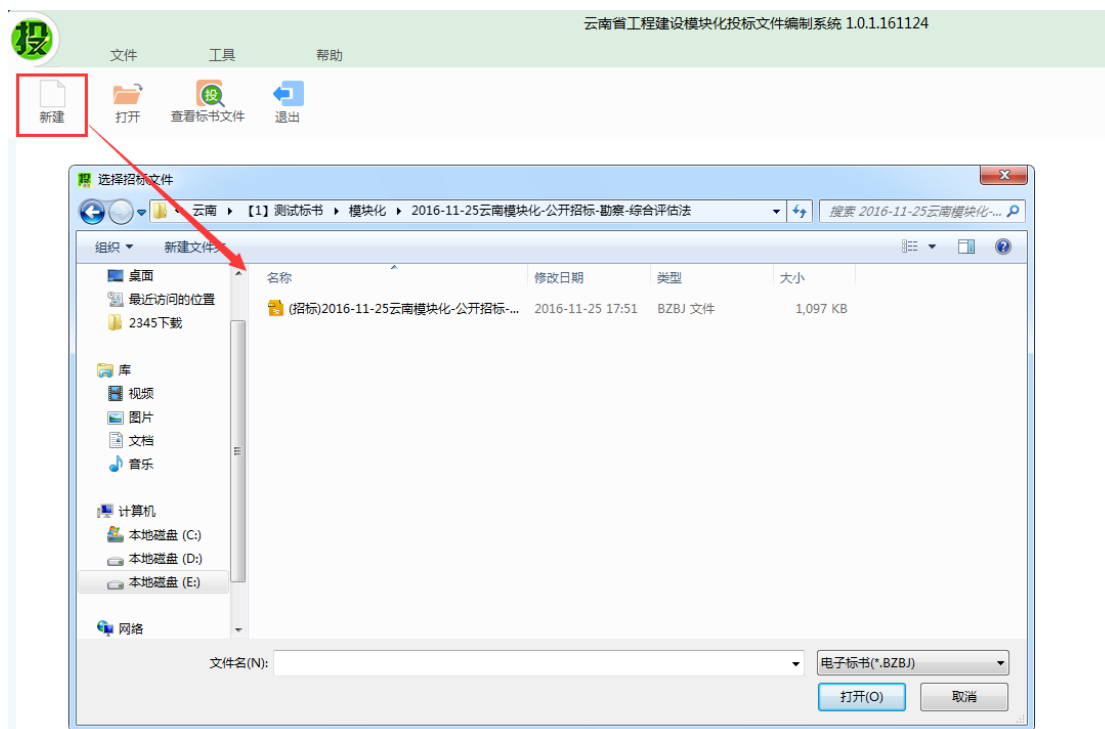 投
云南省工程建设模块化投标文件编制系统 1.0.1.161124
文件 工具 帮助
新建 打开 查看标书文件 退出
选择招标文件
云南 ▸ 【1】测试标书 ▸ 模块化 ▸ 2016-11-25云南模块化-公开招标-勘察-综合评估法
搜索 2016-11-25云南模块化-...
组织 新建文件夹
名称 修改日期 类型 大小
(招标)2016-11-25云南模块化-公开招标-... 2016-11-25 17:51 BZBJ 文件 1,097 KB
桌面
最近访问的位置
2345下载
库
视频
图片
文档
音乐
计算机
本地磁盘 (C:)
本地磁盘 (D:)
本地磁盘 (E:)
网络
文件名(N):
电子标书(*.BZBJ)
打开(O) 取消